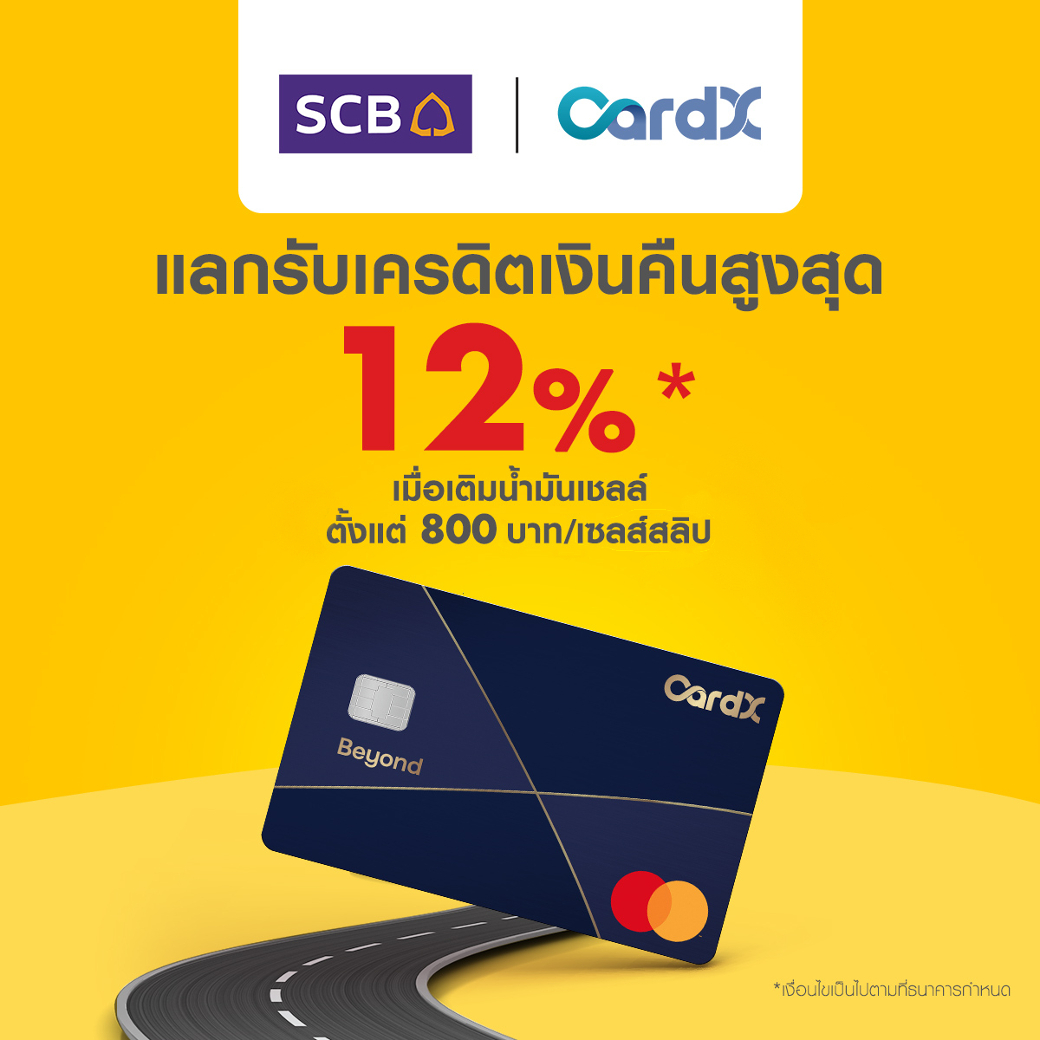 SCB
CardX
แลกรับเครดิตเงินคืนสูงสุด
12%*
เมื่อเติมน้ำมันเชลล์
ตั้งแต่ 800 บาท/เซลส์สลิป
CardX
Beyond
*เงื่อนไขเป็นไปตามที่ธนาคารกำหนด